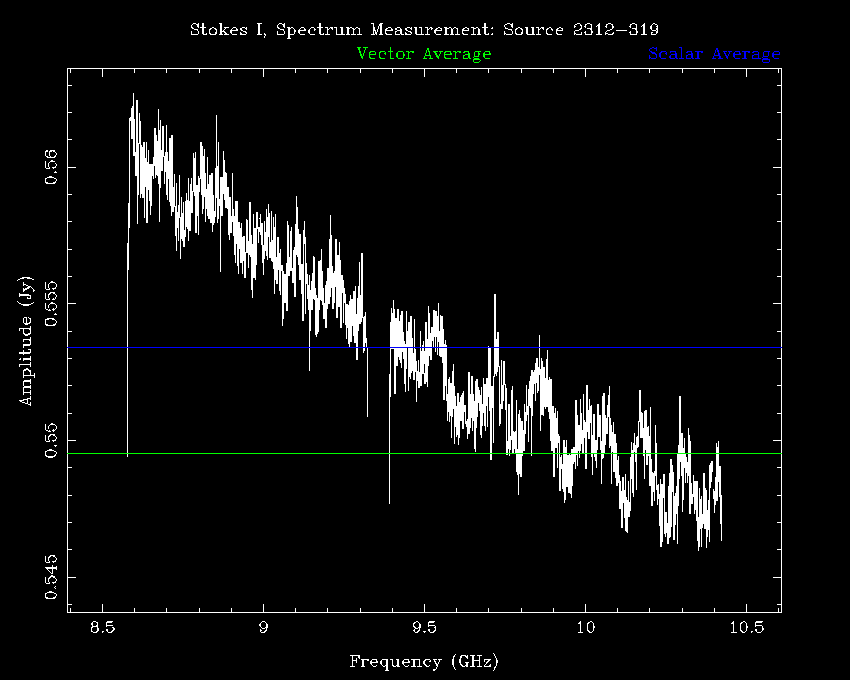 Stokes I, Spectrum Measurement: Source 2312−319
Vector Average Scalar Average
0.56
0.555
0.55
0.545
Amplitude (Jy)
8.5 9 9.5 10 10.5
Frequency (GHz)